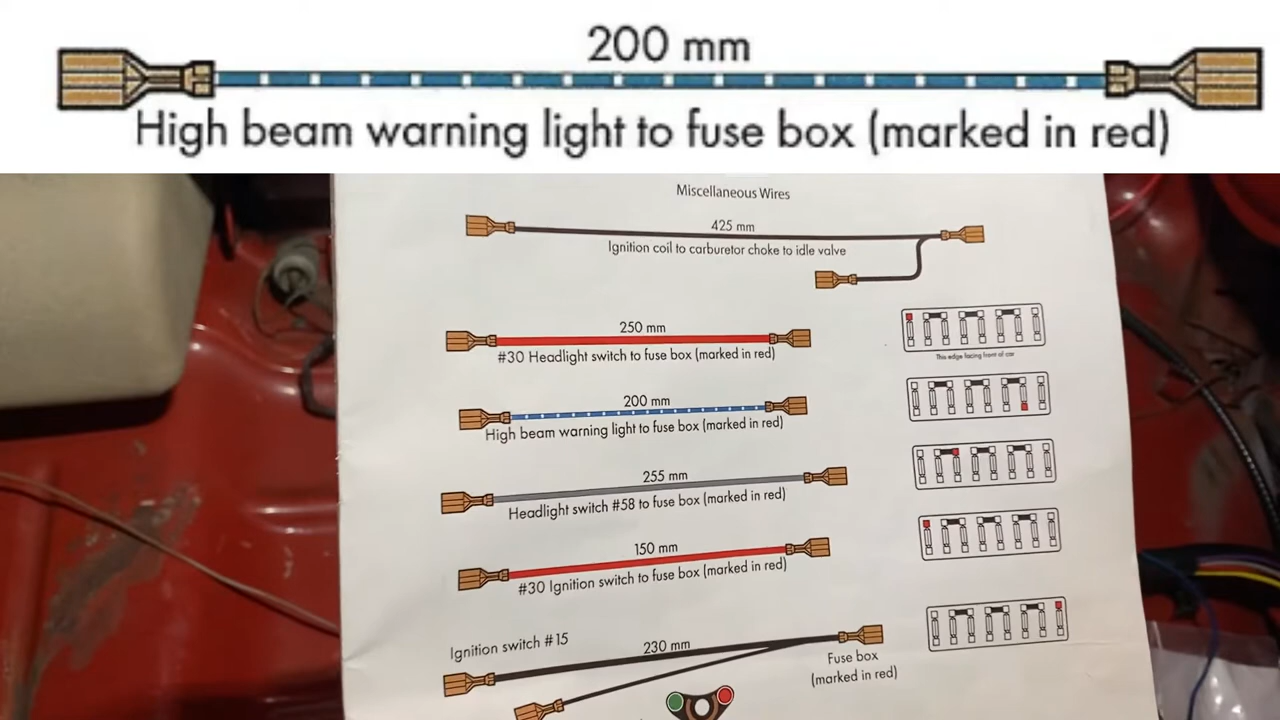 200 mm
High beam warning light to fuse box (marked in red)
Miscellaneous Wires
425 mm
Ignition coil to carburetor choke to idle valve
250 mm
#30 Headlight switch to fuse box (marked in red)
This edge facing front of car
200 mm
High beam warning light to fuse box (marked in red)
255 mm
Headlight switch #58 to fuse box (marked in red)
150 mm
#30 Ignition switch to fuse box (marked in red)
Ignition switch #15
230 mm
Fuse box
(marked in red)